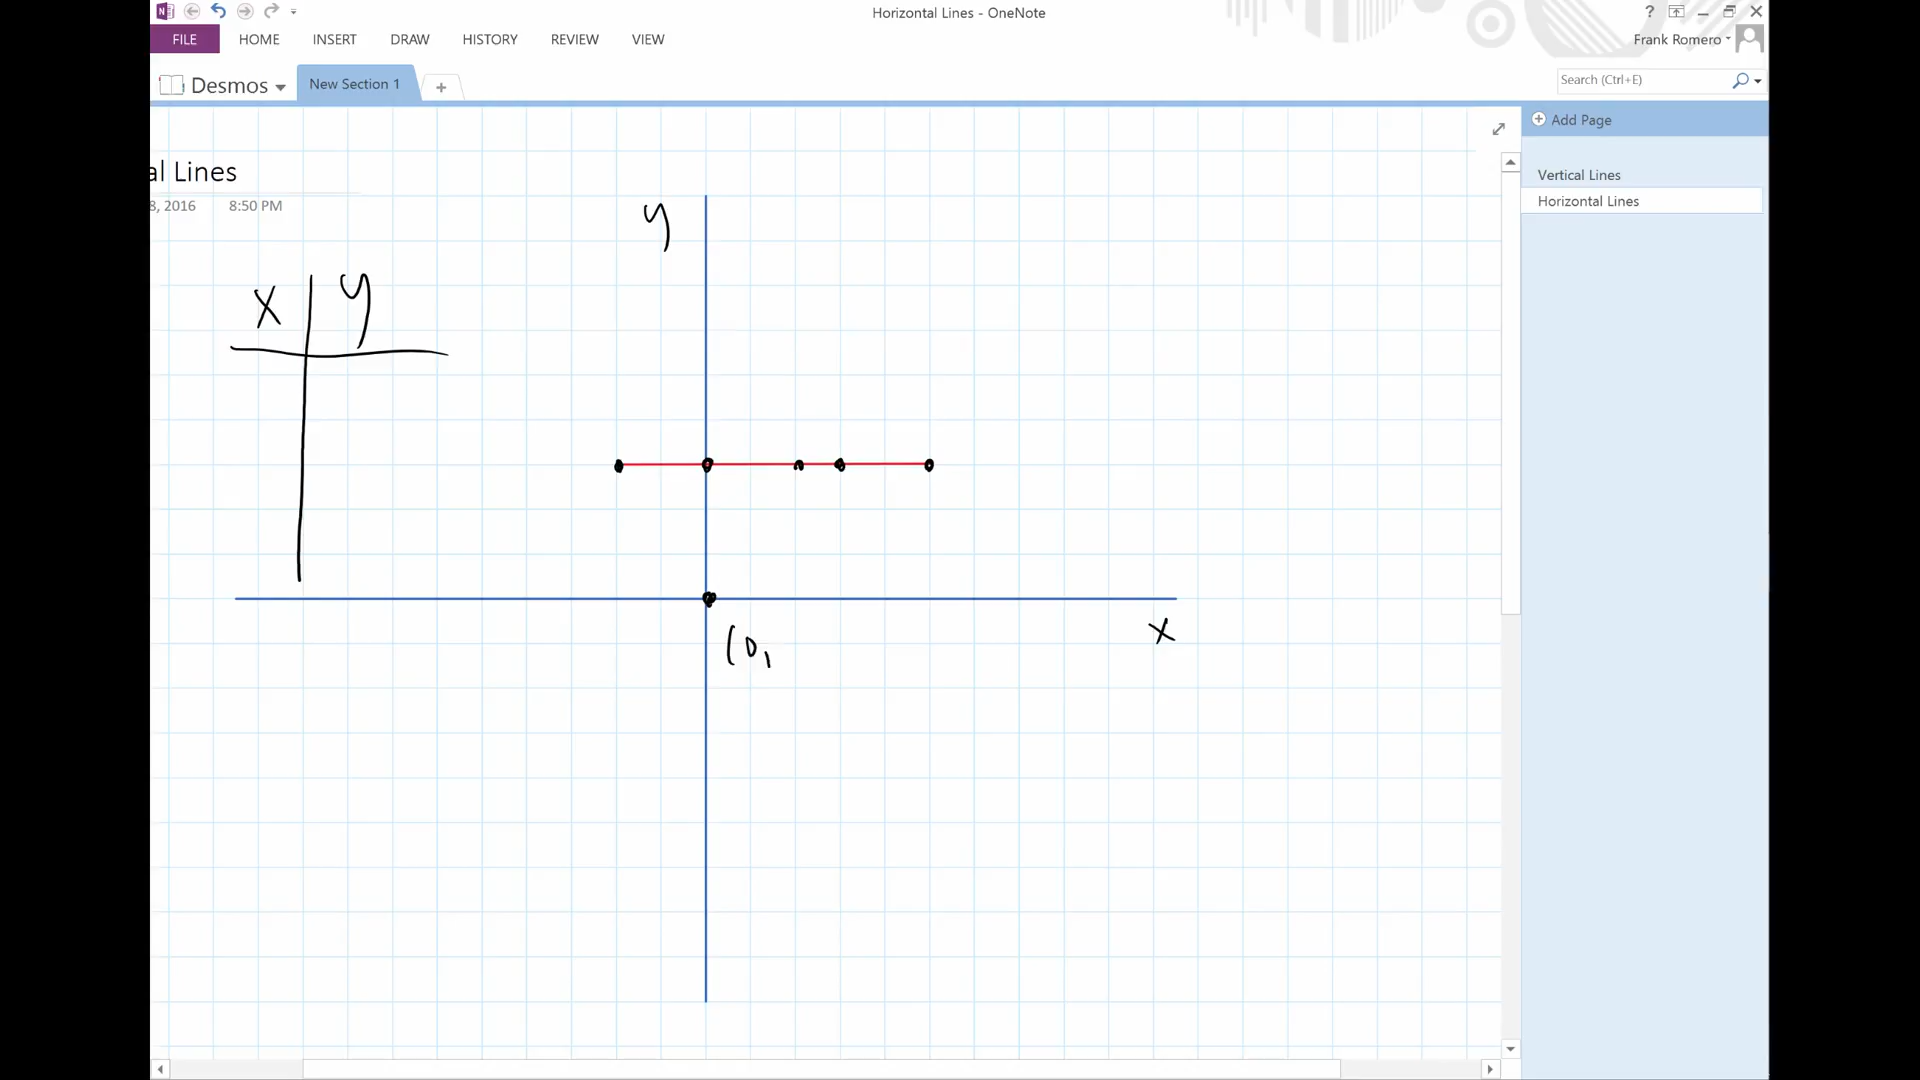 Horizontal Lines - OneNote
?
Frank Romero
FILE HOME INSERT DRAW HISTORY REVIEW VIEW
Desmos
New Section 1
+
Search (Ctrl+E)
Add Page
Vertical Lines
Horizontal Lines
al Lines
8, 2016 8:50 PM
y
x y
x
(0,